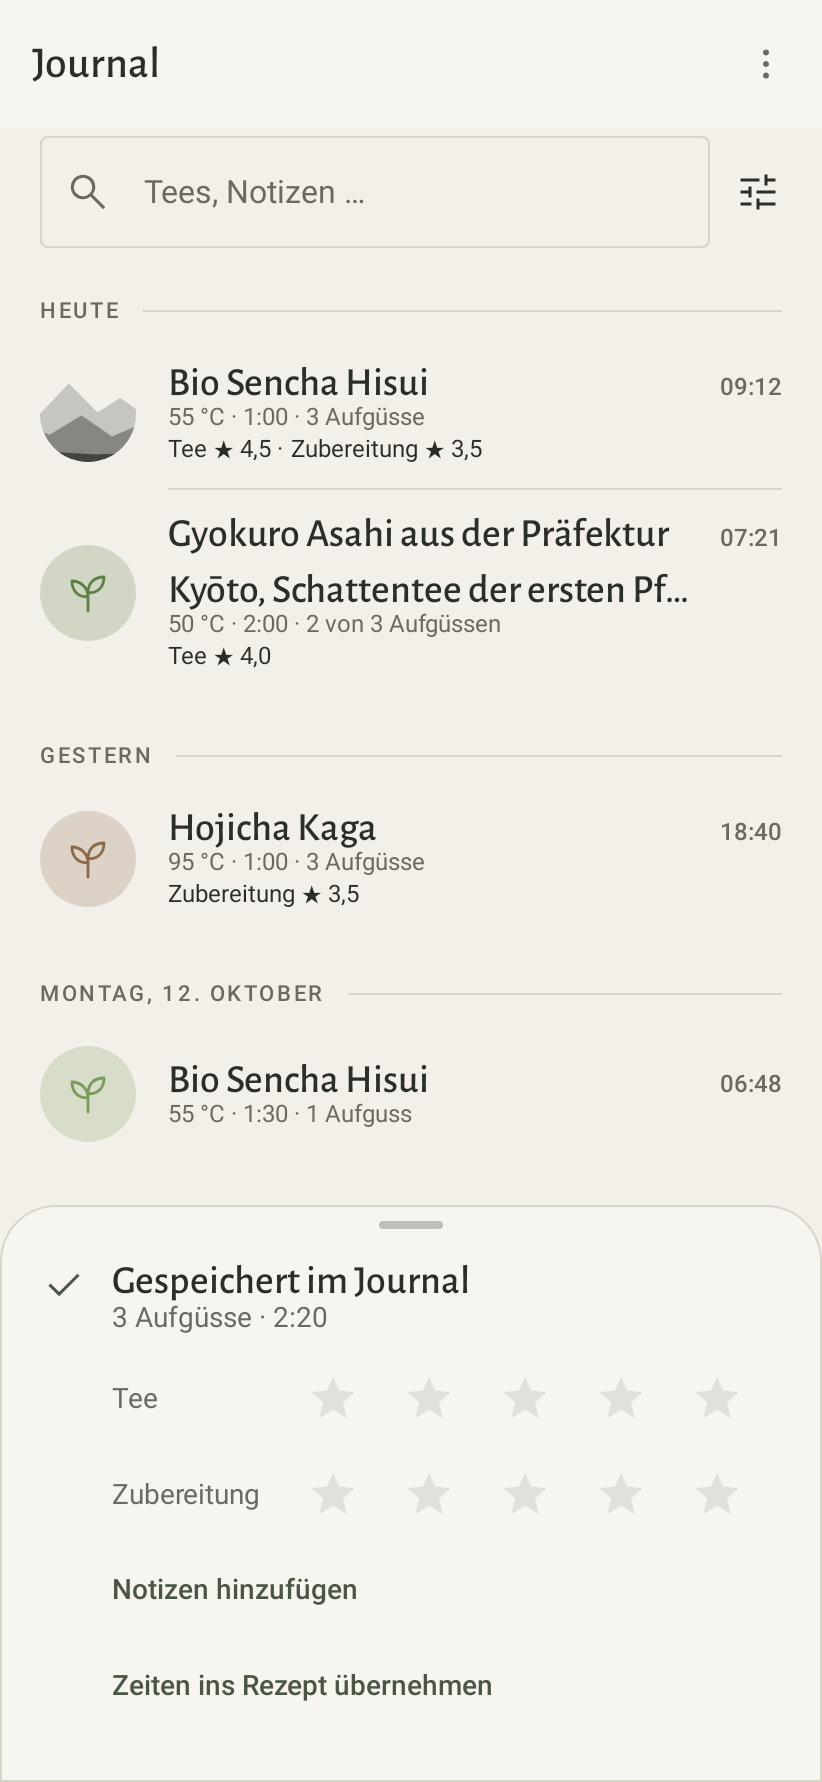 Journal
Tees, Notizen …
HEUTE
Bio Sencha Hisui
09:12
55 °C · 1:00 · 3 Aufgüsse
Tee ★ 4,5 · Zubereitung ★ 3,5
Gyokuro Asahi aus der Präfektur
07:21
Kyōto, Schattentee der ersten Pf…
50 °C · 2:00 · 2 von 3 Aufgüssen
Tee ★ 4,0
GESTERN
Hojicha Kaga
18:40
95 °C · 1:00 · 3 Aufgüsse
Zubereitung ★ 3,5
MONTAG, 12. OKTOBER
Bio Sencha Hisui
06:48
55 °C · 1:30 · 1 Aufguss
Gespeichert im Journal
3 Aufgüsse · 2:20
Tee
Zubereitung
Notizen hinzufügen
Zeiten ins Rezept übernehmen